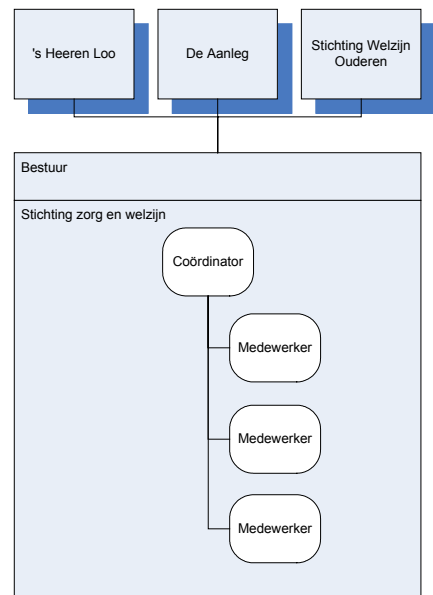 's Heeren Loo
De Aanleg
Stichting Welzijn
Ouderen
Bestuur
Stichting zorg en welzijn
Coördinator
Medewerker
Medewerker
Medewerker